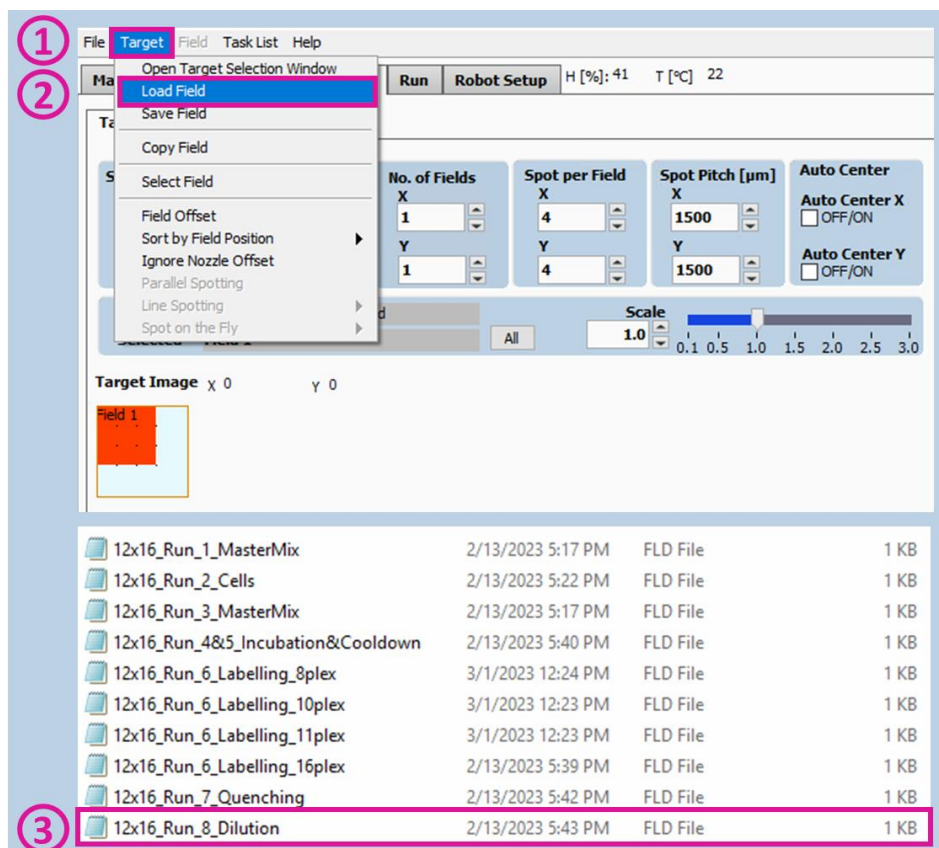 1
File Target Field Task List Help
2
Open Target Selection Window
Ma Run Robot Setup H [%]: 41 T [°C] 22
Load Field
Save Field
Ta
Copy Field
S Select Field No. of Fields Spot per Field Spot Pitch [µm] Auto Center
X X X Auto Center X
Field Offset 1 4 1500 OFF/ON
Sort by Field Position Y Y Y Auto Center Y
Ignore Nozzle Offset 1 4 1500 OFF/ON
Parallel Spotting
Line Spotting d Scale
Spot on the Fly All 1.0 0.1 0.5 1.0 1.5 2.0 2.5 3.0
Target Image X 0 Y 0
Field 1
12x16_Run_1_MasterMix 2/13/2023 5:17 PM FLD File 1 KB
12x16_Run_2_Cells 2/13/2023 5:22 PM FLD File 1 KB
12x16_Run_3_MasterMix 2/13/2023 5:17 PM FLD File 1 KB
12x16_Run_4&5_Incubation&Cooldown 2/13/2023 5:40 PM FLD File 1 KB
12x16_Run_6_Labelling_8plex 3/1/2023 12:24 PM FLD File 1 KB
12x16_Run_6_Labelling_10plex 3/1/2023 12:23 PM FLD File 1 KB
12x16_Run_6_Labelling_11plex 3/1/2023 12:23 PM FLD File 1 KB
12x16_Run_6_Labelling_16plex 2/13/2023 5:39 PM FLD File 1 KB
12x16_Run_7_Quenching 2/13/2023 5:42 PM FLD File 1 KB
3
12x16_Run_8_Dilution 2/13/2023 5:43 PM FLD File 1 KB